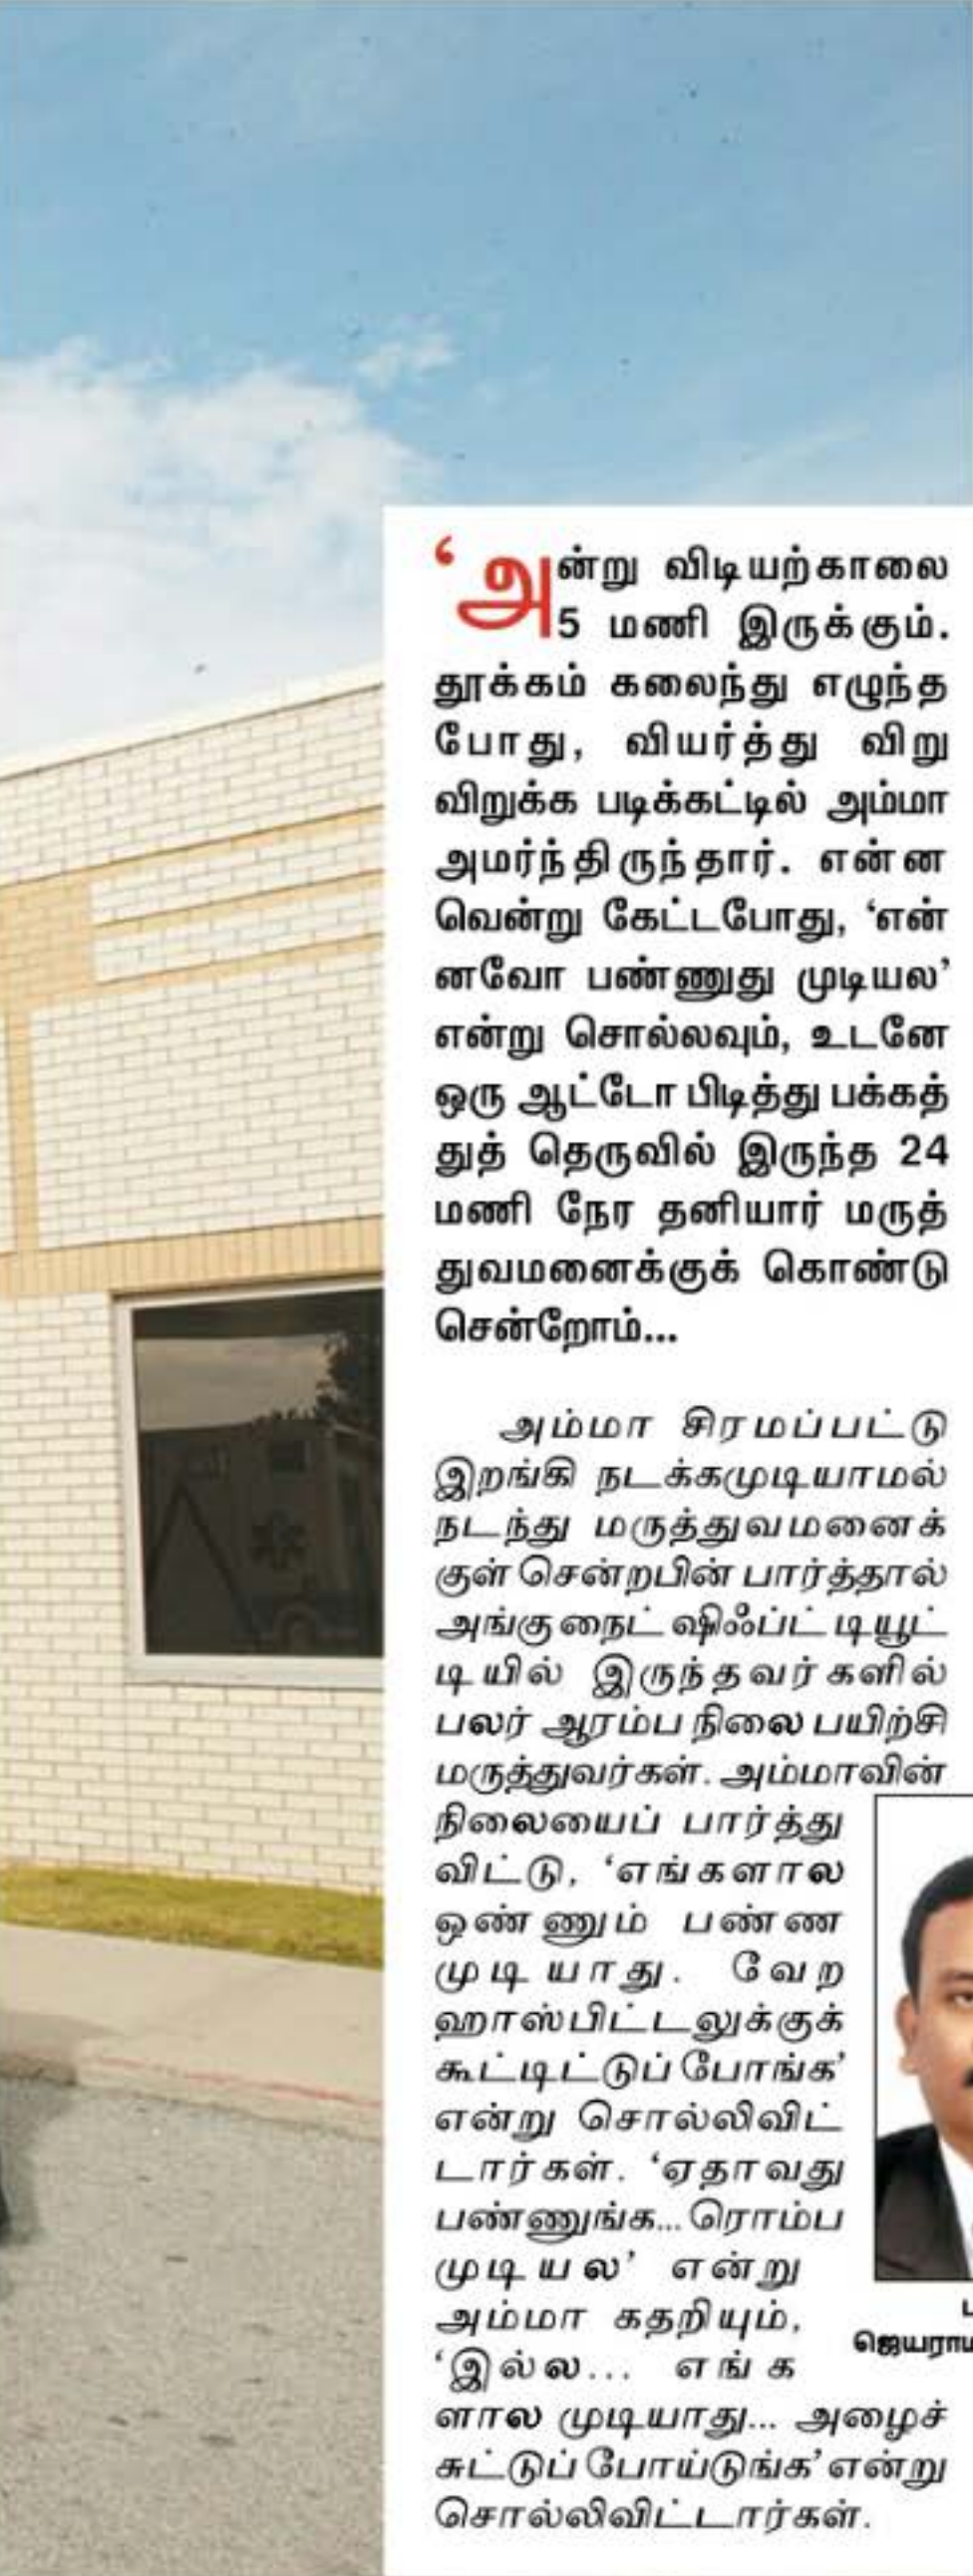 ‘அன்று விடியற்காலை
5 மணி இருக்கும்.
தூக்கம் கலைந்து எழுந்த
போது, வியர்த்து விறு
விறுக்க படிக்கட்டில் அம்மா
அமர்ந்திருந்தார். என்ன
வென்று கேட்டபோது, ‘என்
னவோ பண்ணுது முடியல’
என்று சொல்லவும், உடனே
ஒரு ஆட்டோ பிடித்து பக்கத்
துத் தெருவில் இருந்த 24
மணி நேர தனியார் மருத்
துவமனைக்குக் கொண்டு
சென்றோம்...
அம்மா சிரமப்பட்டு
இறங்கி நடக்கமுடியாமல்
நடந்து மருத்துவமனைக்
குள் சென்றபின் பார்த்தால்
அங்கு நைட் ஷிஃப்ட் டியூட்
டியில் இருந்தவர்களில்
பலர் ஆரம்ப நிலை பயிற்சி
மருத்துவர்கள். அம்மாவின்
நிலையைப் பார்த்து
விட்டு, ‘எங்களால
ஒண்ணும் பண்ண
முடியாது. வேற
ஹாஸ்பிட்டலுக்குக்
கூட்டிட்டுப் போங்க’
என்று சொல்லிவிட்
டார்கள். ‘ஏதாவது
பண்ணுங்க... ரொம்ப
முடியல’ என்று
அம்மா கதறியும்,
‘இல்ல... எங்க
ளால முடியாது... அழைச்
சுட்டுப் போய்டுங்க’ என்று
சொல்லிவிட்டார்கள்.